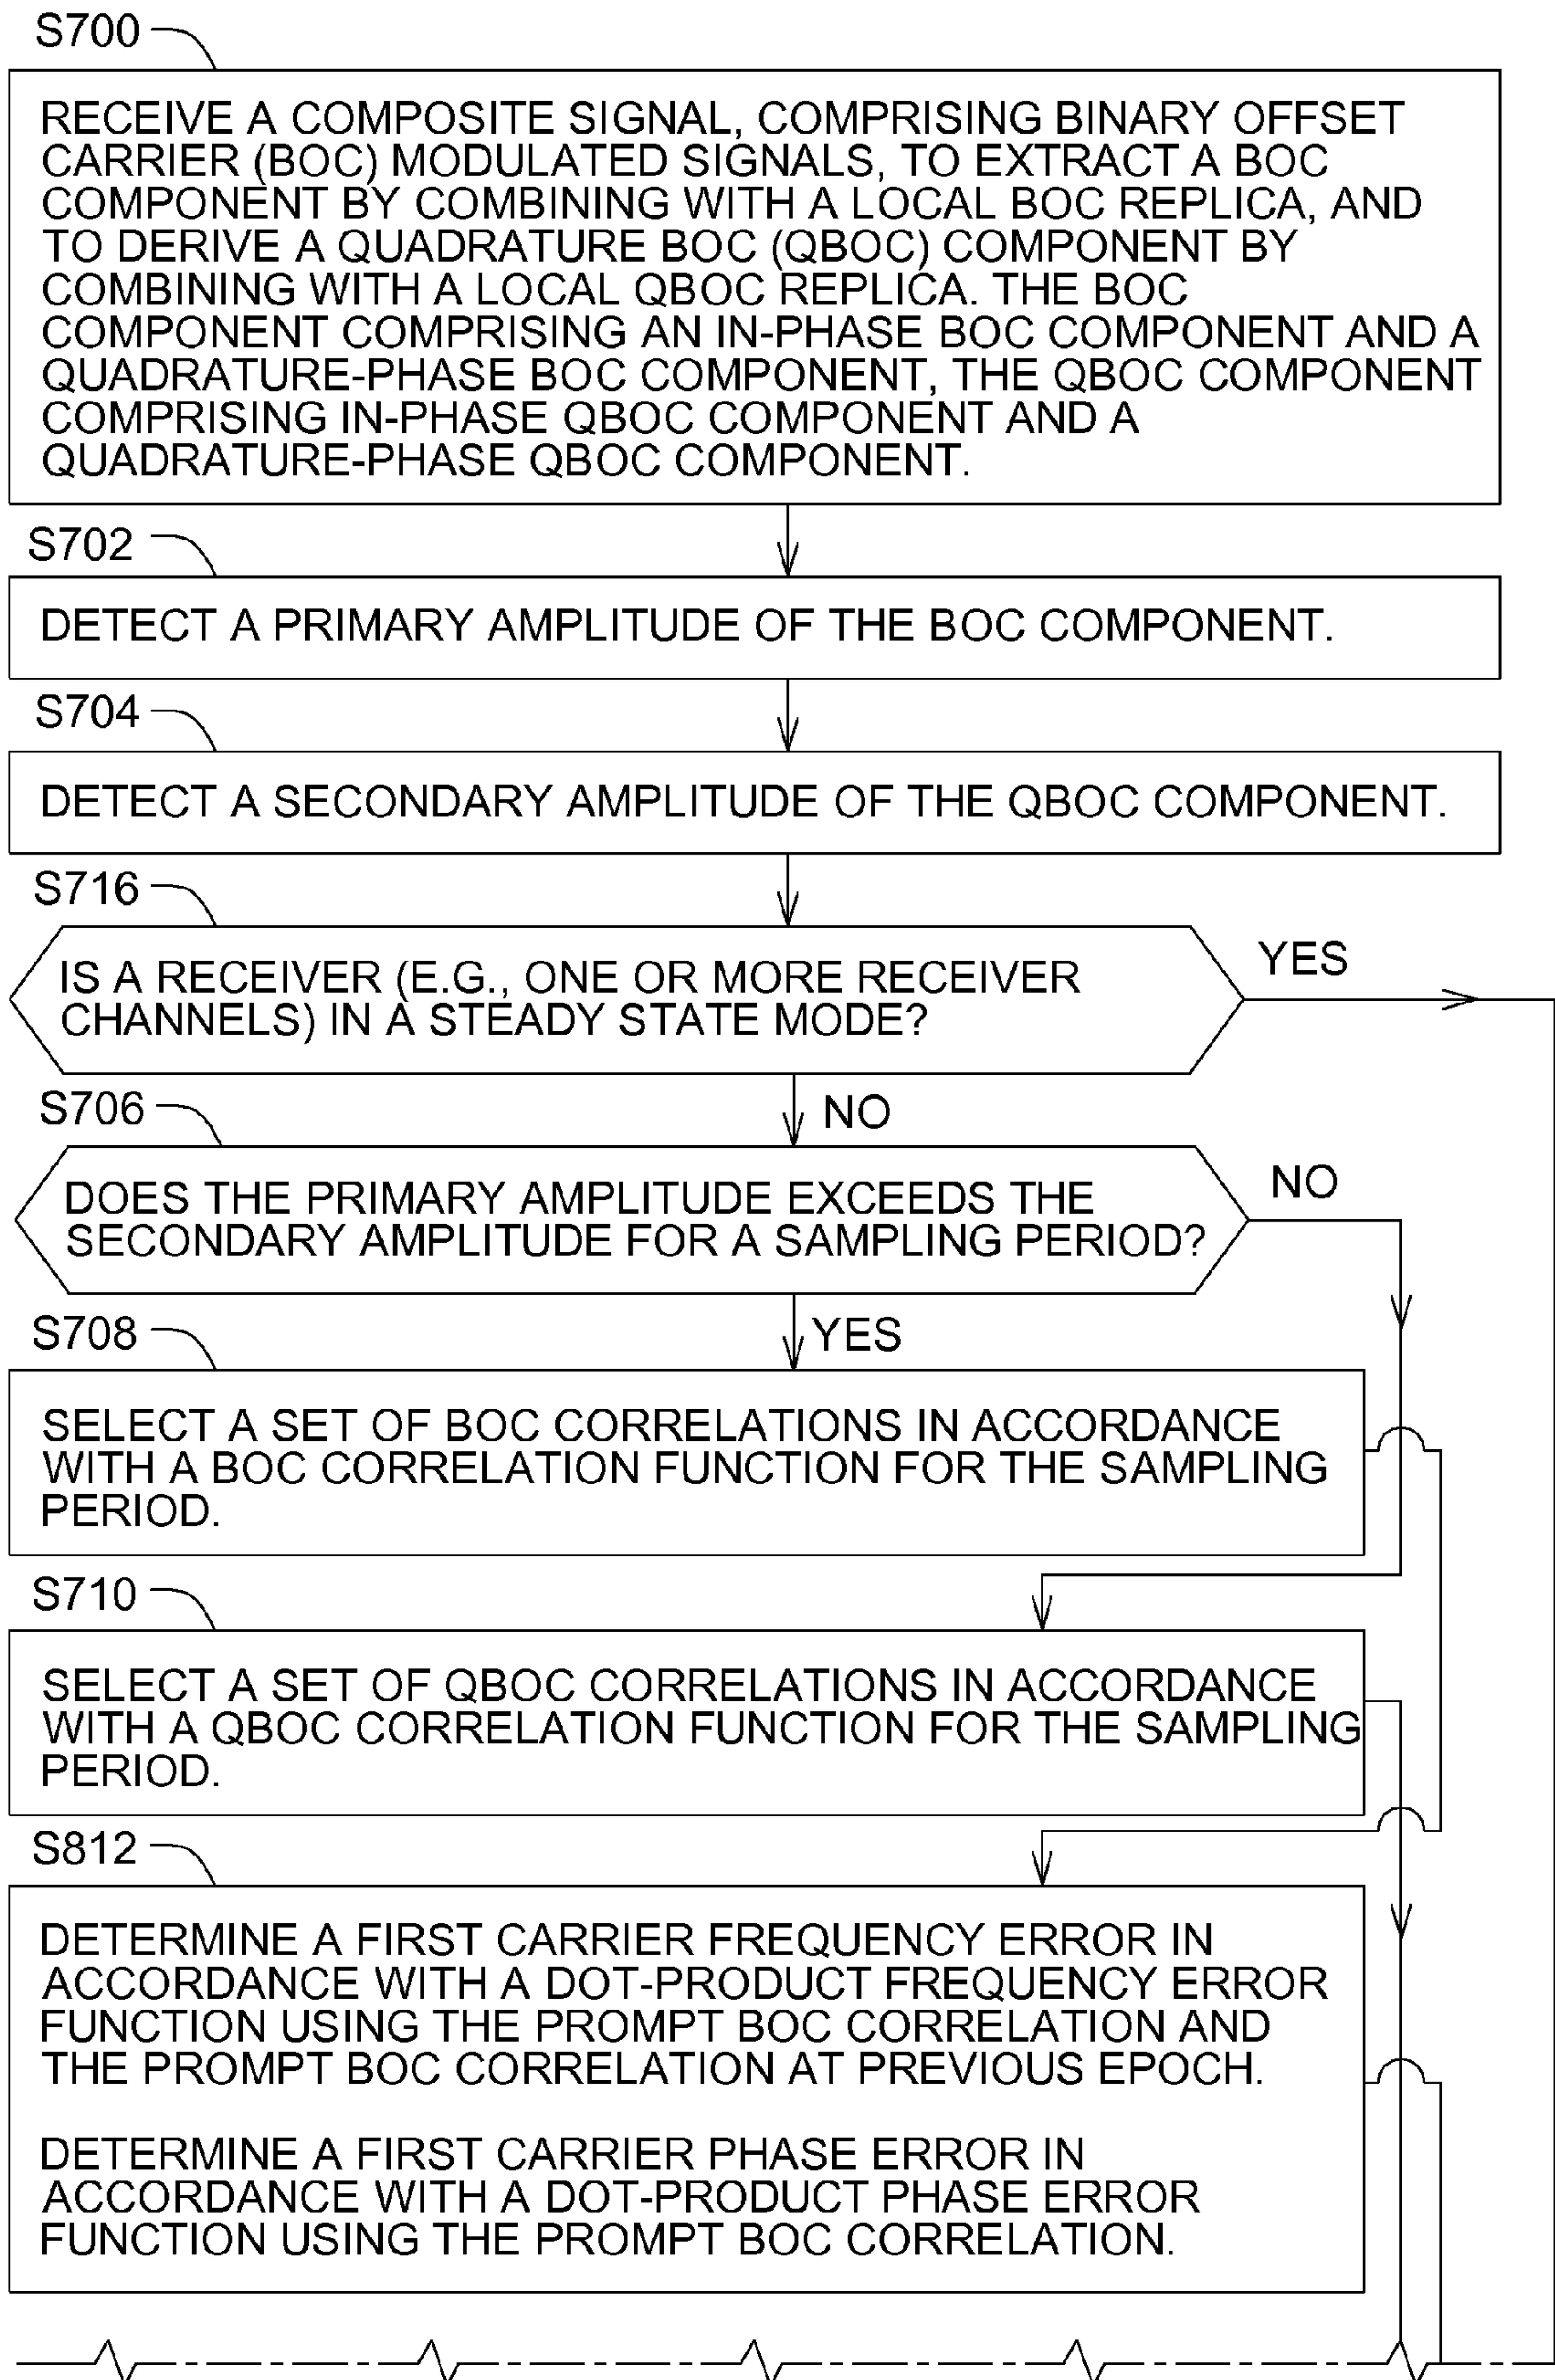 S700
RECEIVE A COMPOSITE SIGNAL, COMPRISING BINARY OFFSET
CARRIER (BOC) MODULATED SIGNALS, TO EXTRACT A BOC
COMPONENT BY COMBINING WITH A LOCAL BOC REPLICA, AND
TO DERIVE A QUADRATURE BOC (QBOC) COMPONENT BY
COMBINING WITH A LOCAL QBOC REPLICA. THE BOC
COMPONENT COMPRISING AN IN-PHASE BOC COMPONENT AND A
QUADRATURE-PHASE BOC COMPONENT, THE QBOC COMPONENT
COMPRISING IN-PHASE QBOC COMPONENT AND A
QUADRATURE-PHASE QBOC COMPONENT.
S702
DETECT A PRIMARY AMPLITUDE OF THE BOC COMPONENT.
S704
DETECT A SECONDARY AMPLITUDE OF THE QBOC COMPONENT.
S716
IS A RECEIVER (E.G., ONE OR MORE RECEIVER
CHANNELS) IN A STEADY STATE MODE?
YES
NO
S706
DOES THE PRIMARY AMPLITUDE EXCEEDS THE
SECONDARY AMPLITUDE FOR A SAMPLING PERIOD?
NO
YES
S708
SELECT A SET OF BOC CORRELATIONS IN ACCORDANCE
WITH A BOC CORRELATION FUNCTION FOR THE SAMPLING
PERIOD.
S710
SELECT A SET OF QBOC CORRELATIONS IN ACCORDANCE
WITH A QBOC CORRELATION FUNCTION FOR THE SAMPLING
PERIOD.
S812
DETERMINE A FIRST CARRIER FREQUENCY ERROR IN
ACCORDANCE WITH A DOT-PRODUCT FREQUENCY ERROR
FUNCTION USING THE PROMPT BOC CORRELATION AND
THE PROMPT BOC CORRELATION AT PREVIOUS EPOCH.
DETERMINE A FIRST CARRIER PHASE ERROR IN
ACCORDANCE WITH A DOT-PRODUCT PHASE ERROR
FUNCTION USING THE PROMPT BOC CORRELATION.